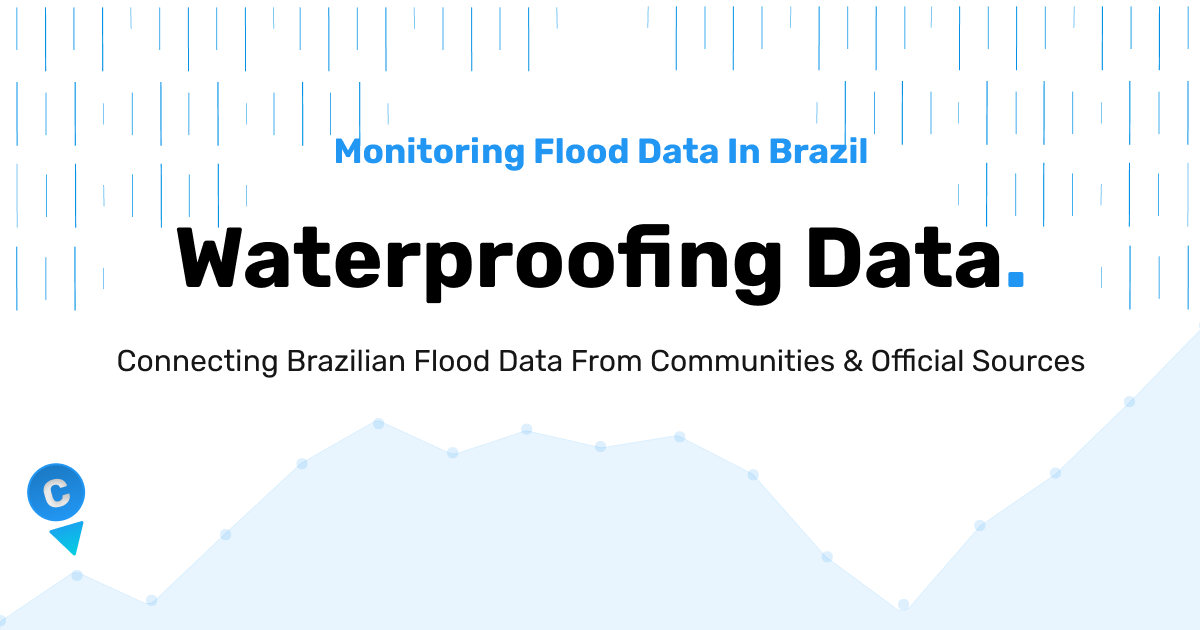 Monitoring Flood Data In Brazil
Waterproofing Data.
Connecting Brazilian Flood Data From Communities & Official Sources
C